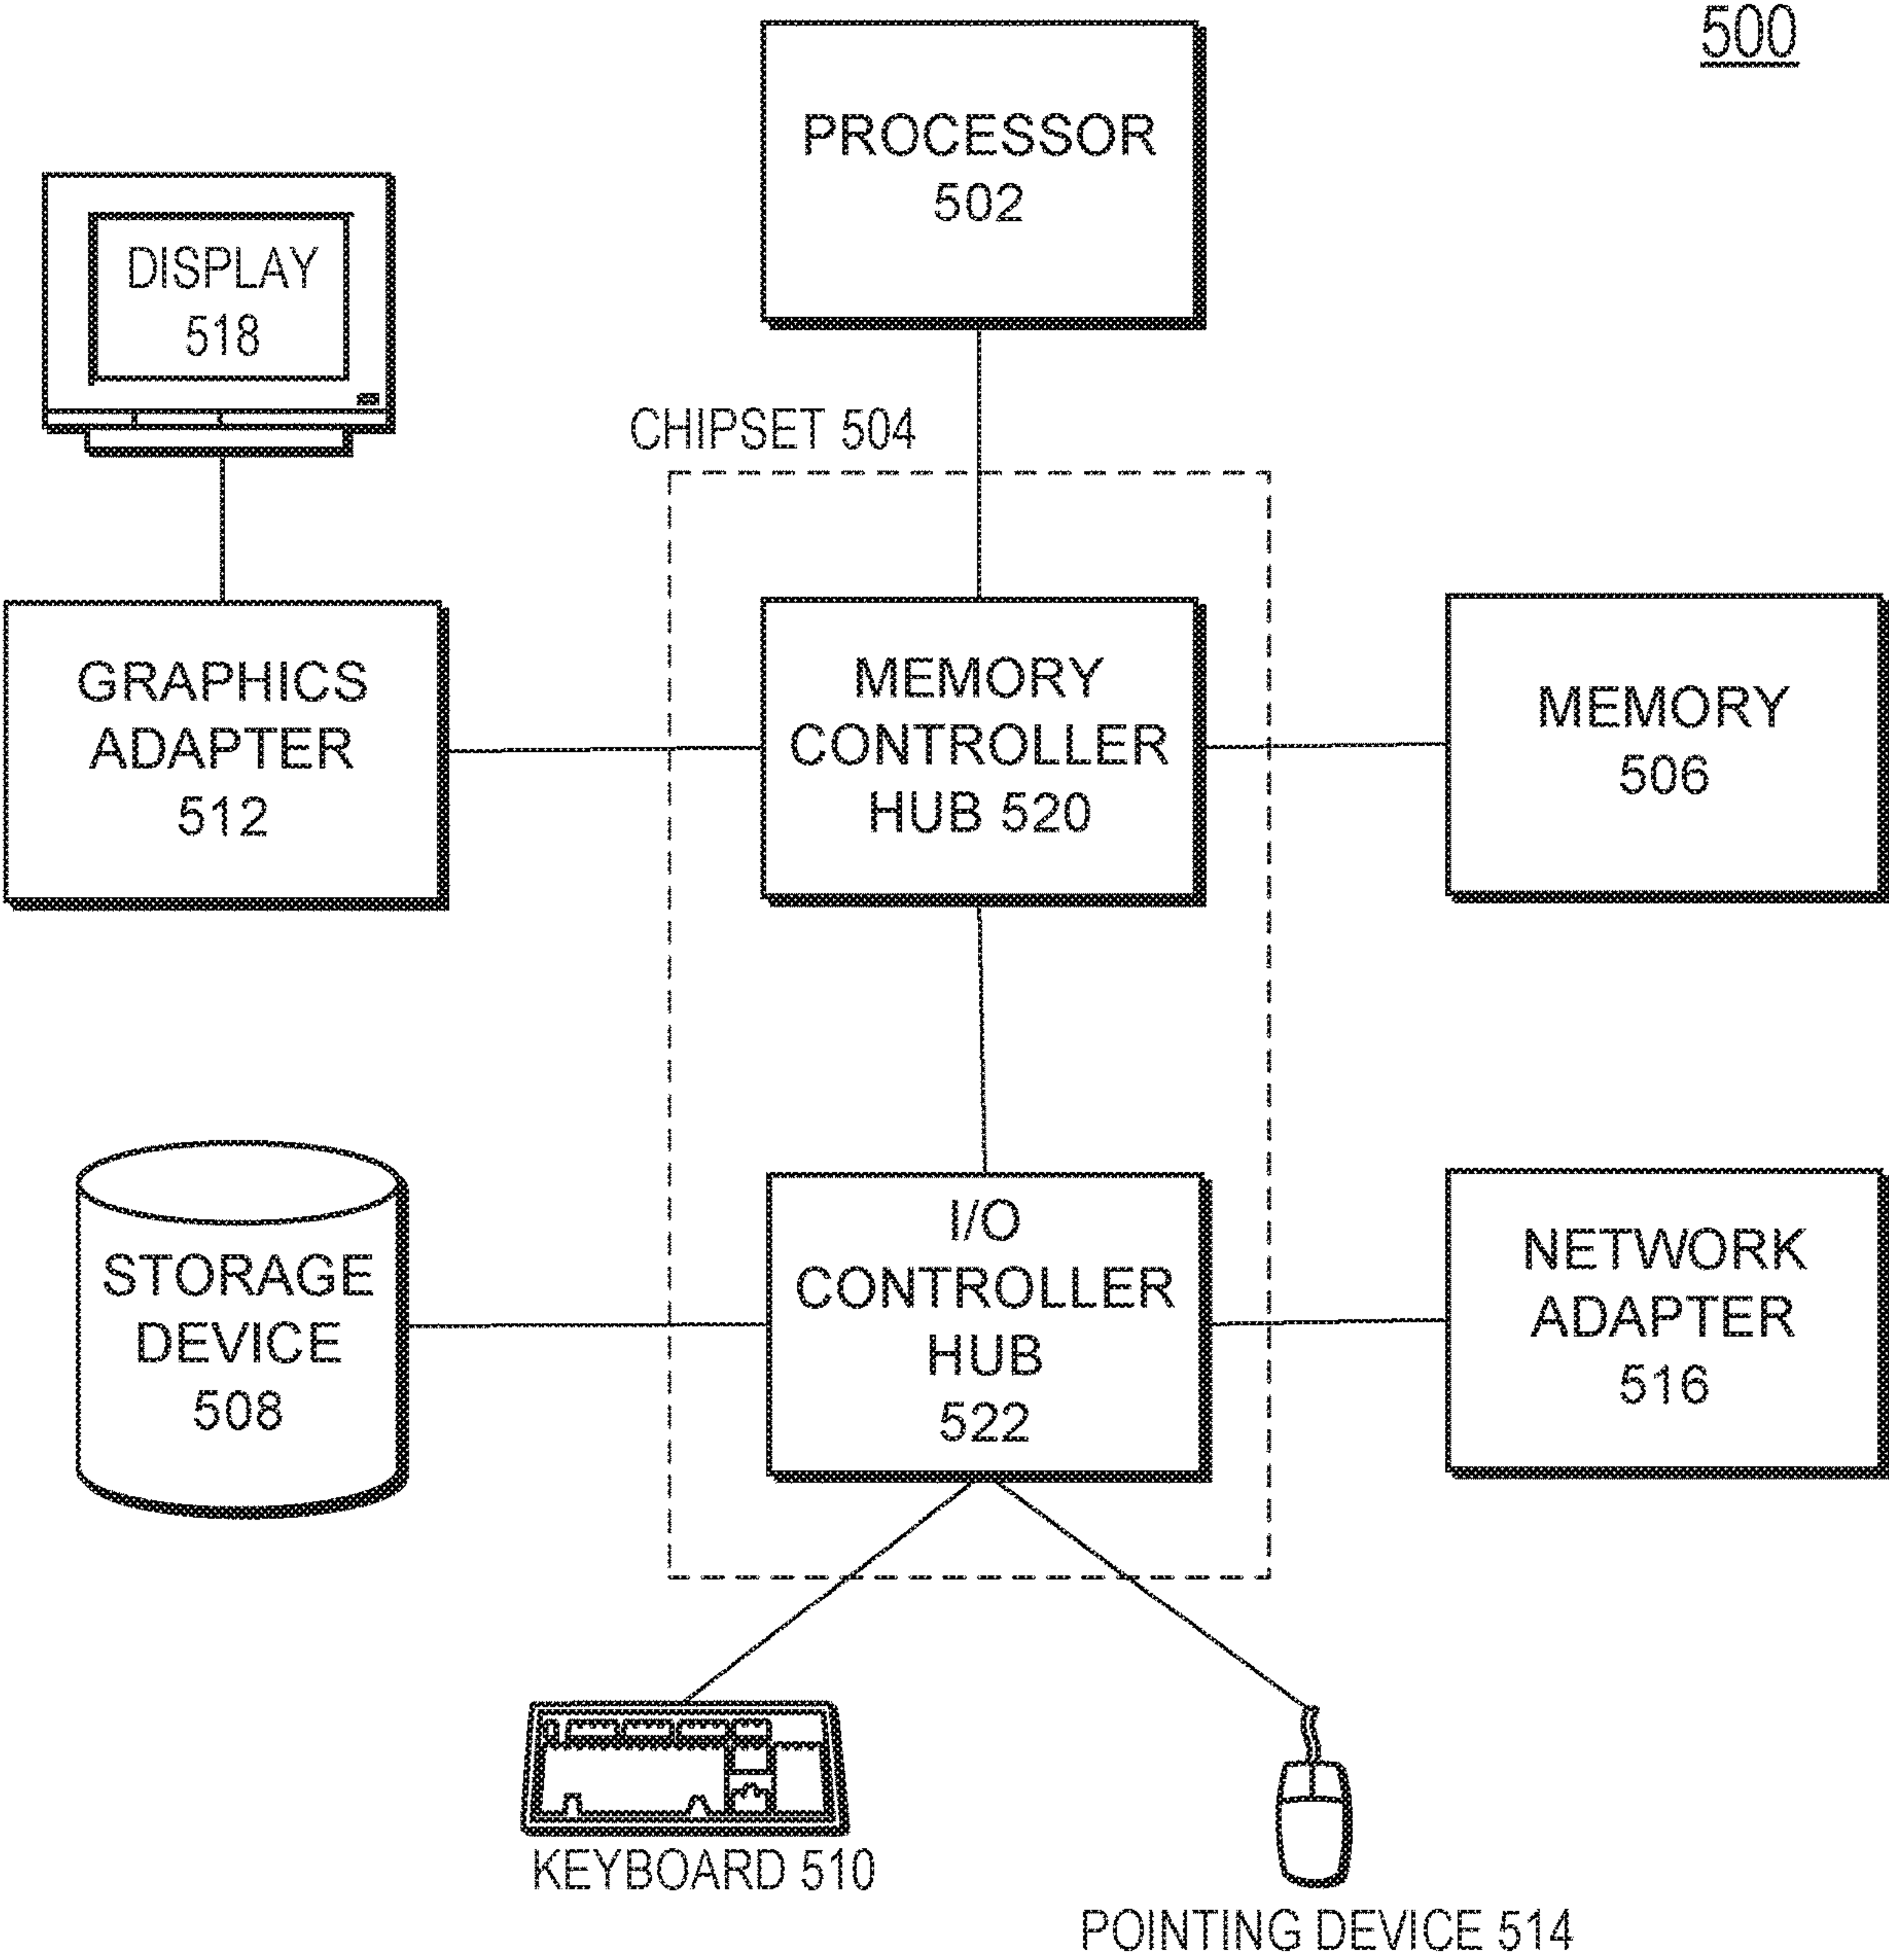 500
PROCESSOR
502
DISPLAY
518
CHIPSET 504
GRAPHICS
ADAPTER
512
MEMORY
CONTROLLER
HUB 520
MEMORY
506
STORAGE
DEVICE
508
I/O
CONTROLLER
HUB
522
NETWORK
ADAPTER
516
KEYBOARD 510
POINTING DEVICE 514